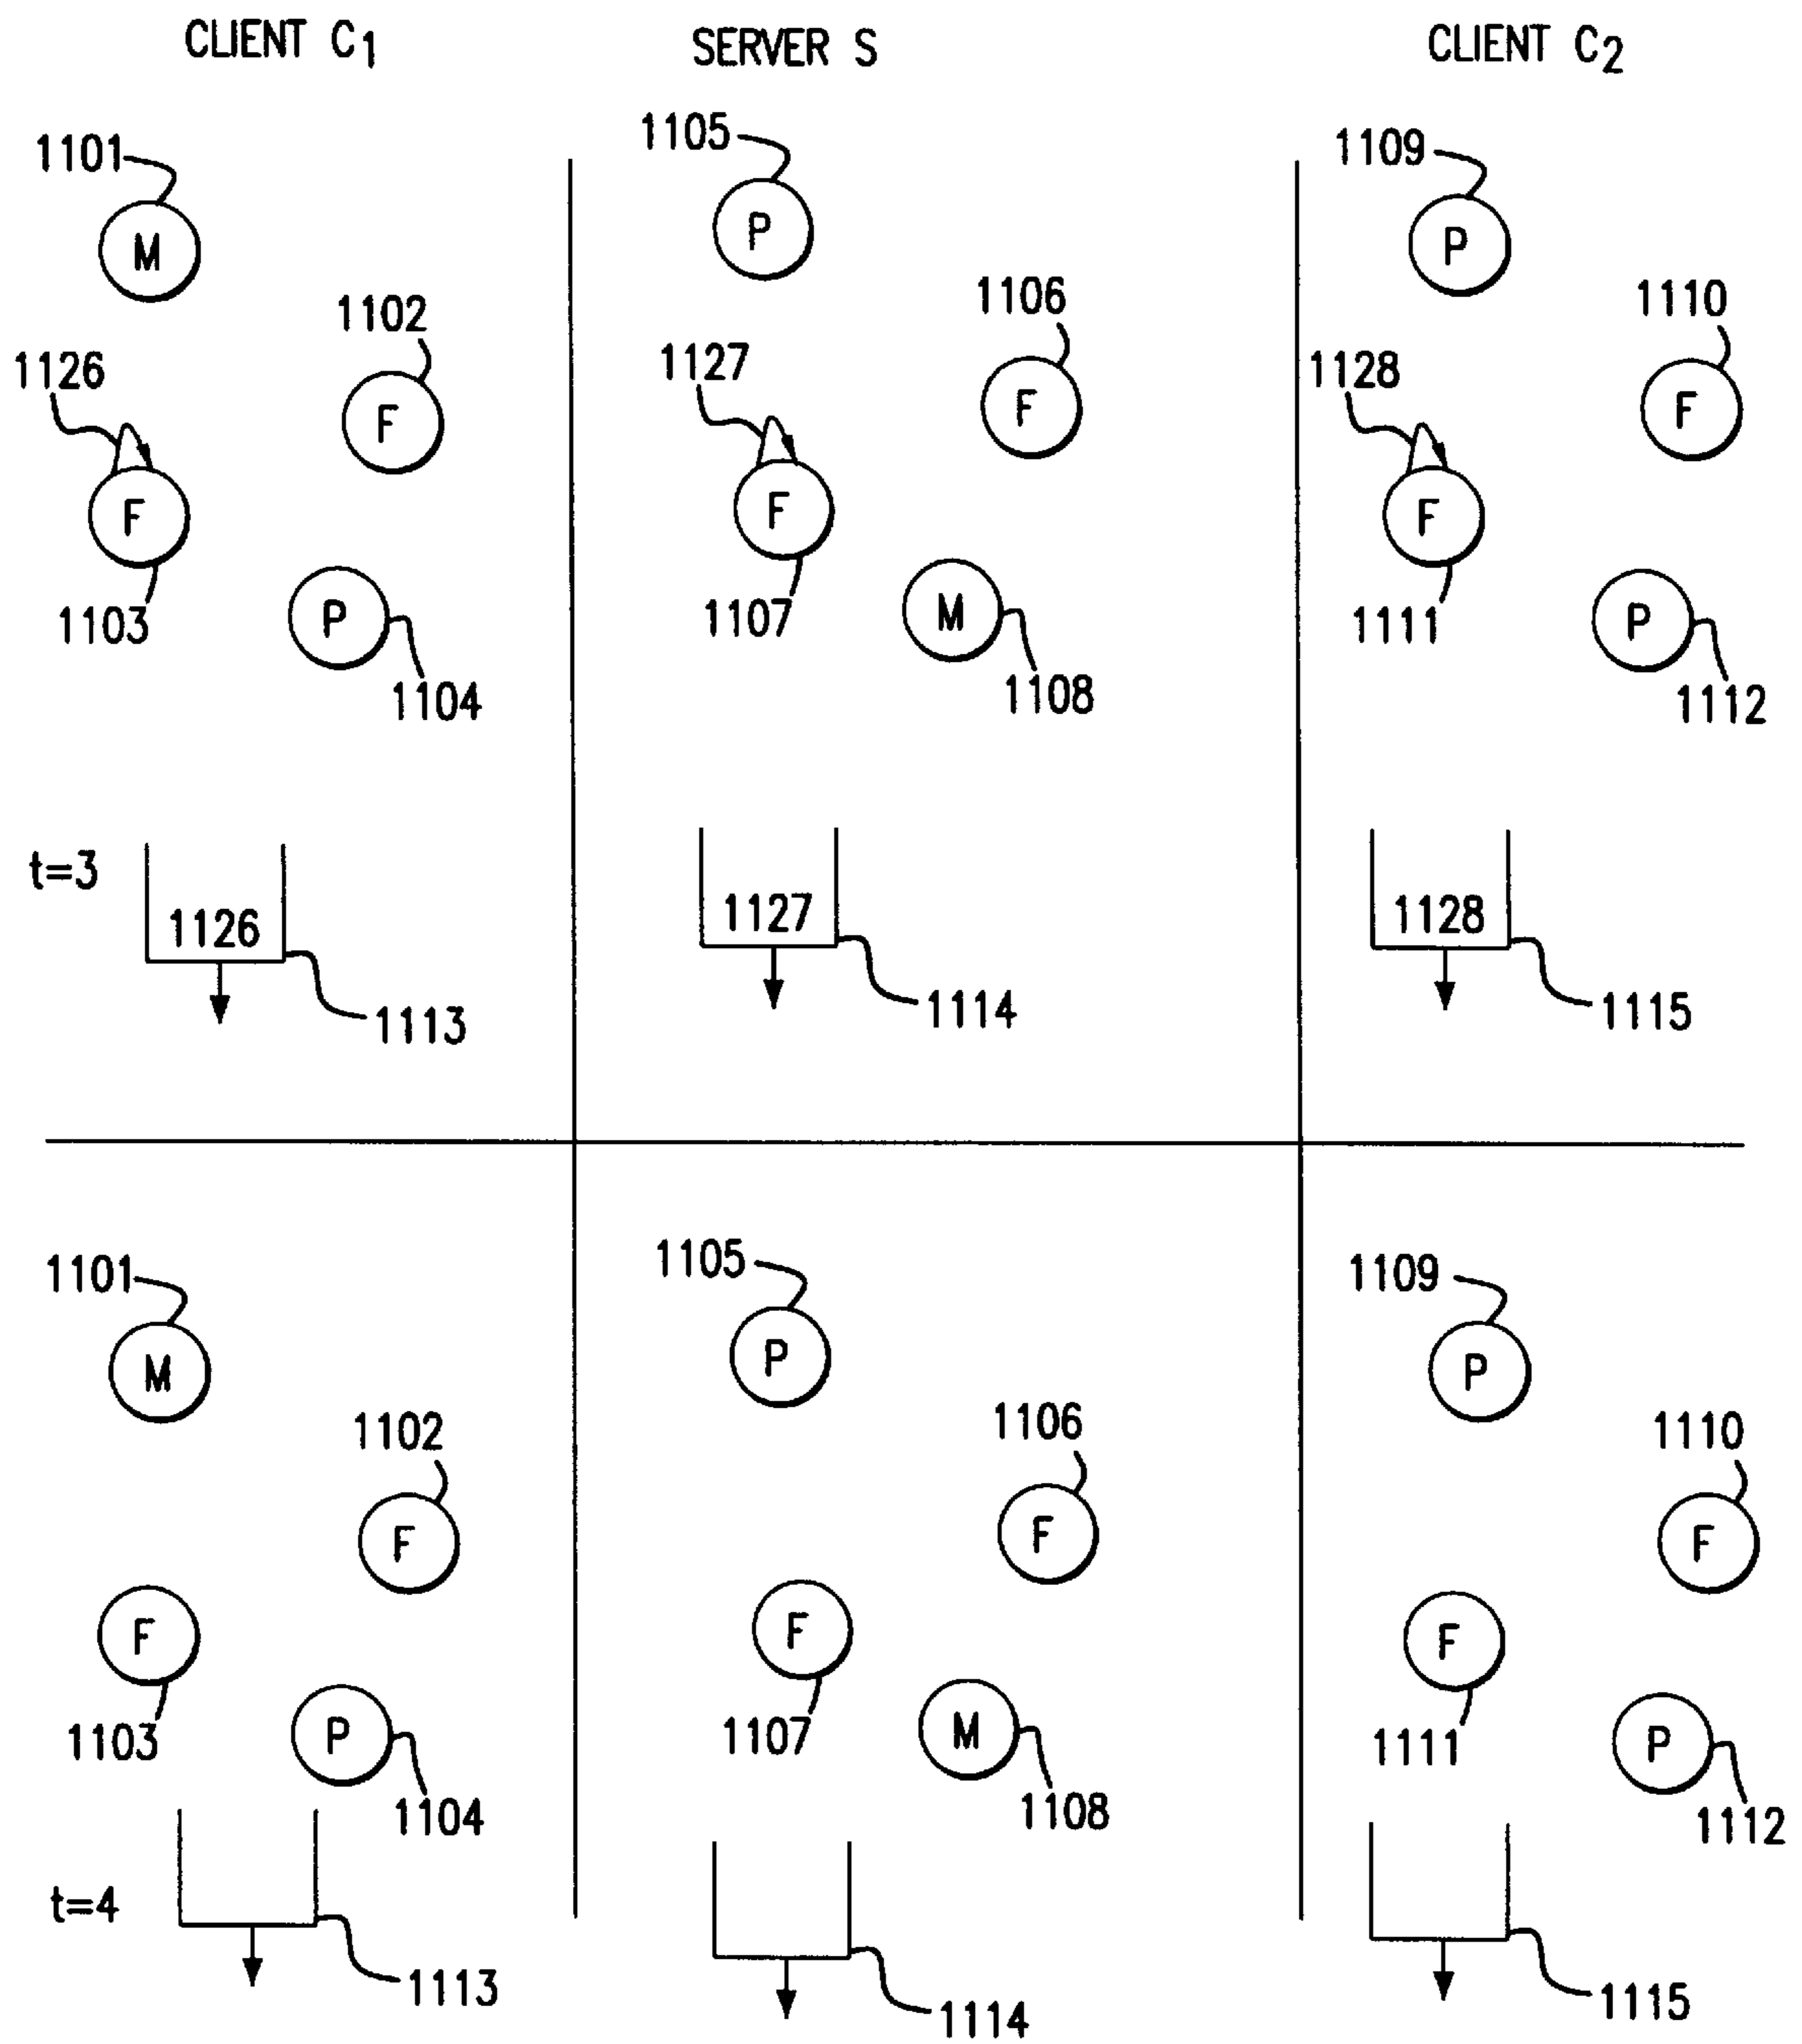 CLIENT C1
SERVER S
CLIENT C2
1101
M
1102
F
1126
F
1103
P
1104
1105
P
1106
F
1127
F
1107
M
1108
1109
P
1110
F
1128
F
1111
P
1112
t=3
1126
1113
1127
1114
1128
1115
1101
M
1102
F
F
1103
P
1104
1105
P
1106
F
F
1107
M
1108
1109
P
1110
F
F
1111
P
1112
t=4
1113
1114
1115